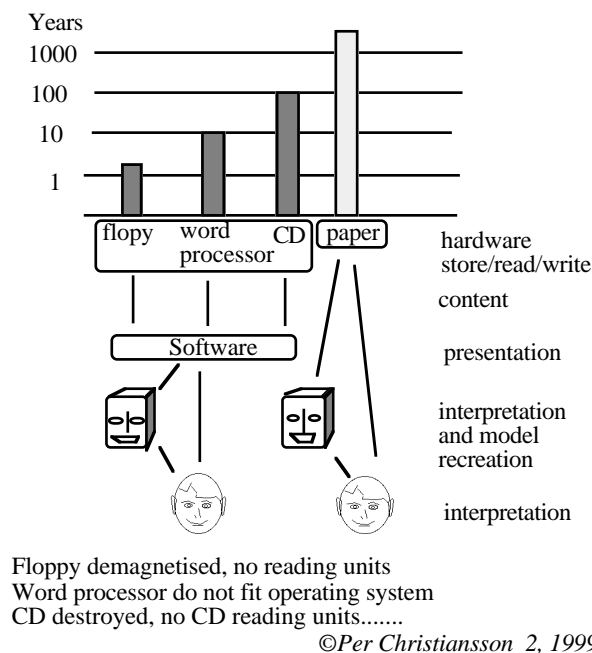 Years
1000
100
10
1
flopy word CD paper
processor
hardware
store/read/write
content
Software
presentation
interpretation
and model
recreation
interpretation
Floppy demagnetised, no reading units
Word processor do not fit operating system
CD destroyed, no CD reading units.......
©Per Christiansson 2, 1999